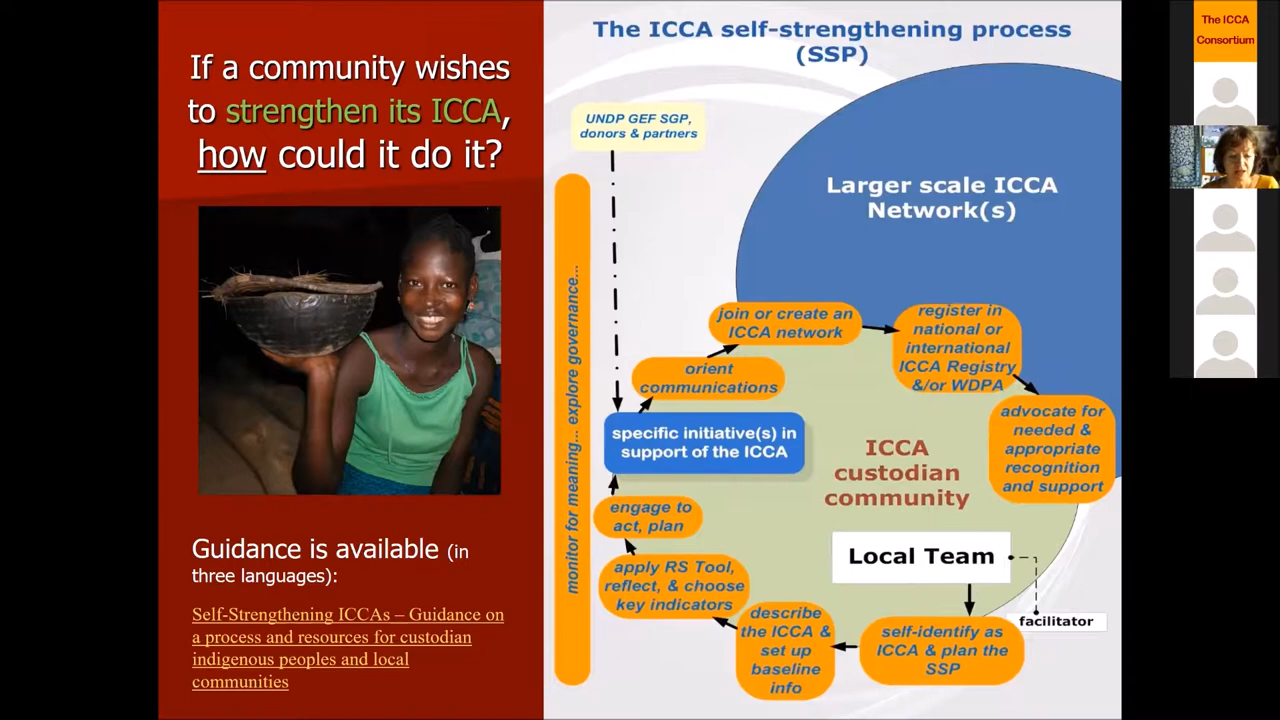 If a community wishes
to strengthen its ICCA,
how could it do it?
Guidance is available (in
three languages):
Self-Strengthening ICCAs – Guidance on
a process and resources for custodian
indigenous peoples and local
communities
The ICCA self-strengthening process
(SSP)
UNDP GEF SGP,
donors & partners
Larger scale ICCA
Network(s)
monitor for meaning... explore governance...
join or create an
ICCA network
register in
national or
international
ICCA Registry
&/or WDPA
orient
communications
advocate for
needed &
appropriate
recognition
and support
specific initiative(s) in
support of the ICCA
ICCA
custodian
community
engage to
act, plan
Local Team
apply RS Tool,
reflect, & choose
key indicators
describe
the ICCA &
set up
baseline
info
self-identify as
ICCA & plan the
SSP
facilitator
The ICCA
Consortium